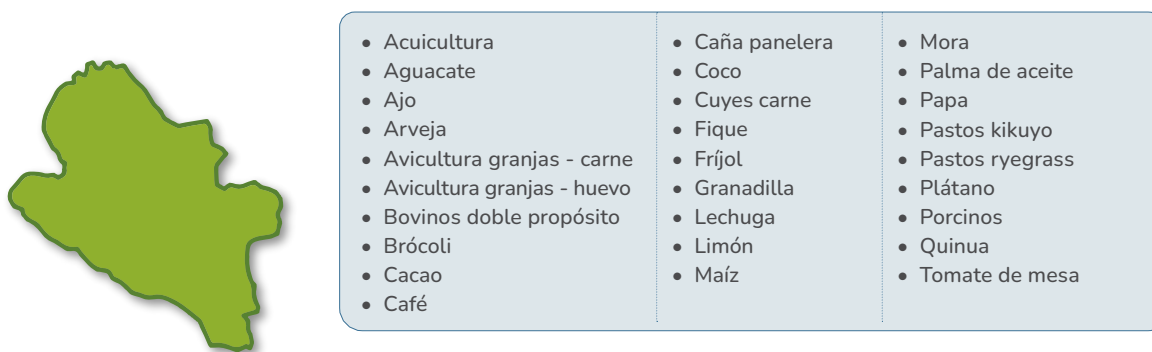 • Acuicultura
• Aguacate
• Ajo
• Arveja
• Avicultura granjas - carne
• Avicultura granjas - huevo
• Bovinos doble propósito
• Brócoli
• Cacao
• Café
• Caña panelera
• Coco
• Cuyes carne
• Fique
• Fríjol
• Granadilla
• Lechuga
• Limón
• Maíz
• Mora
• Palma de aceite
• Papa
• Pastos kikuyo
• Pastos ryegrass
• Plátano
• Porcinos
• Quinua
• Tomate de mesa